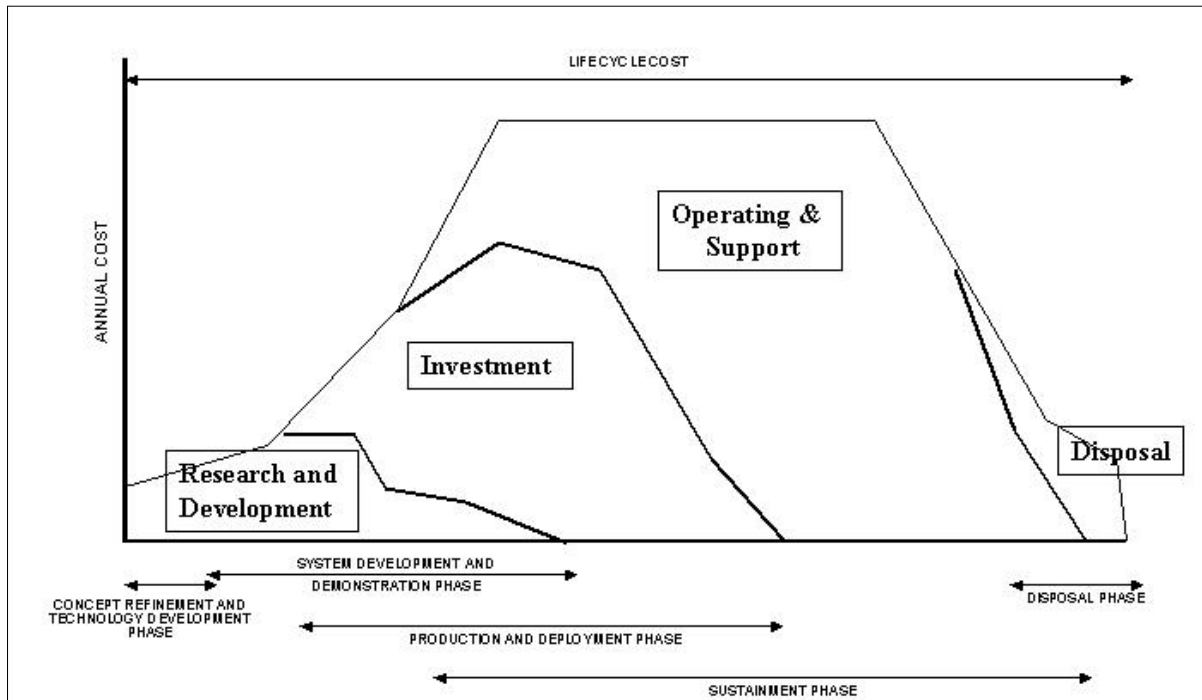 LIFECYCLE COST
ANNUAL COST
Operating &
Support
Investment
Research and
Development
Disposal
SYSTEM DEVELOPMENT AND
DEMONSTRATION PHASE
CONCEPT REFINEMENT AND
TECHNOLOGY DEVELOPMENT
PHASE
DISPOSAL PHASE
PRODUCTION AND DEPLOYMENT PHASE
SUSTAINMENT PHASE